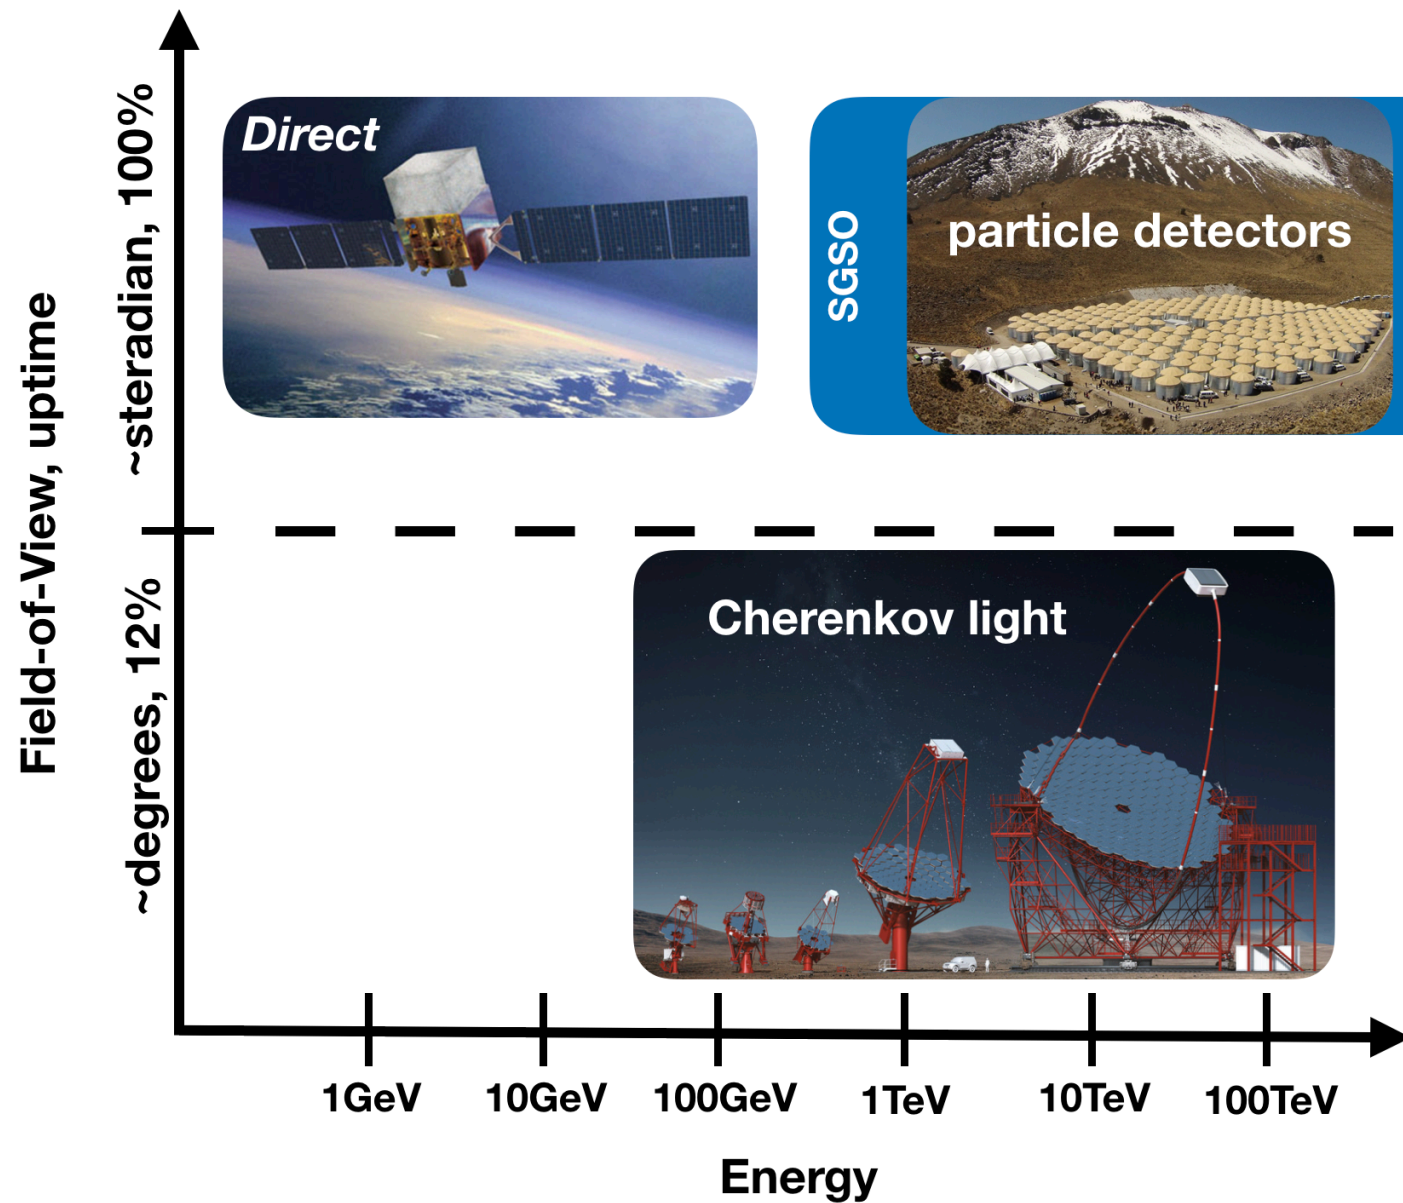 Field-of-View, uptime
~steradian, 100%
~degrees, 12%
Direct
SGSO
particle detectors
Cherenkov light
1GeV
10GeV
100GeV
1TeV
10TeV
100TeV
Energy